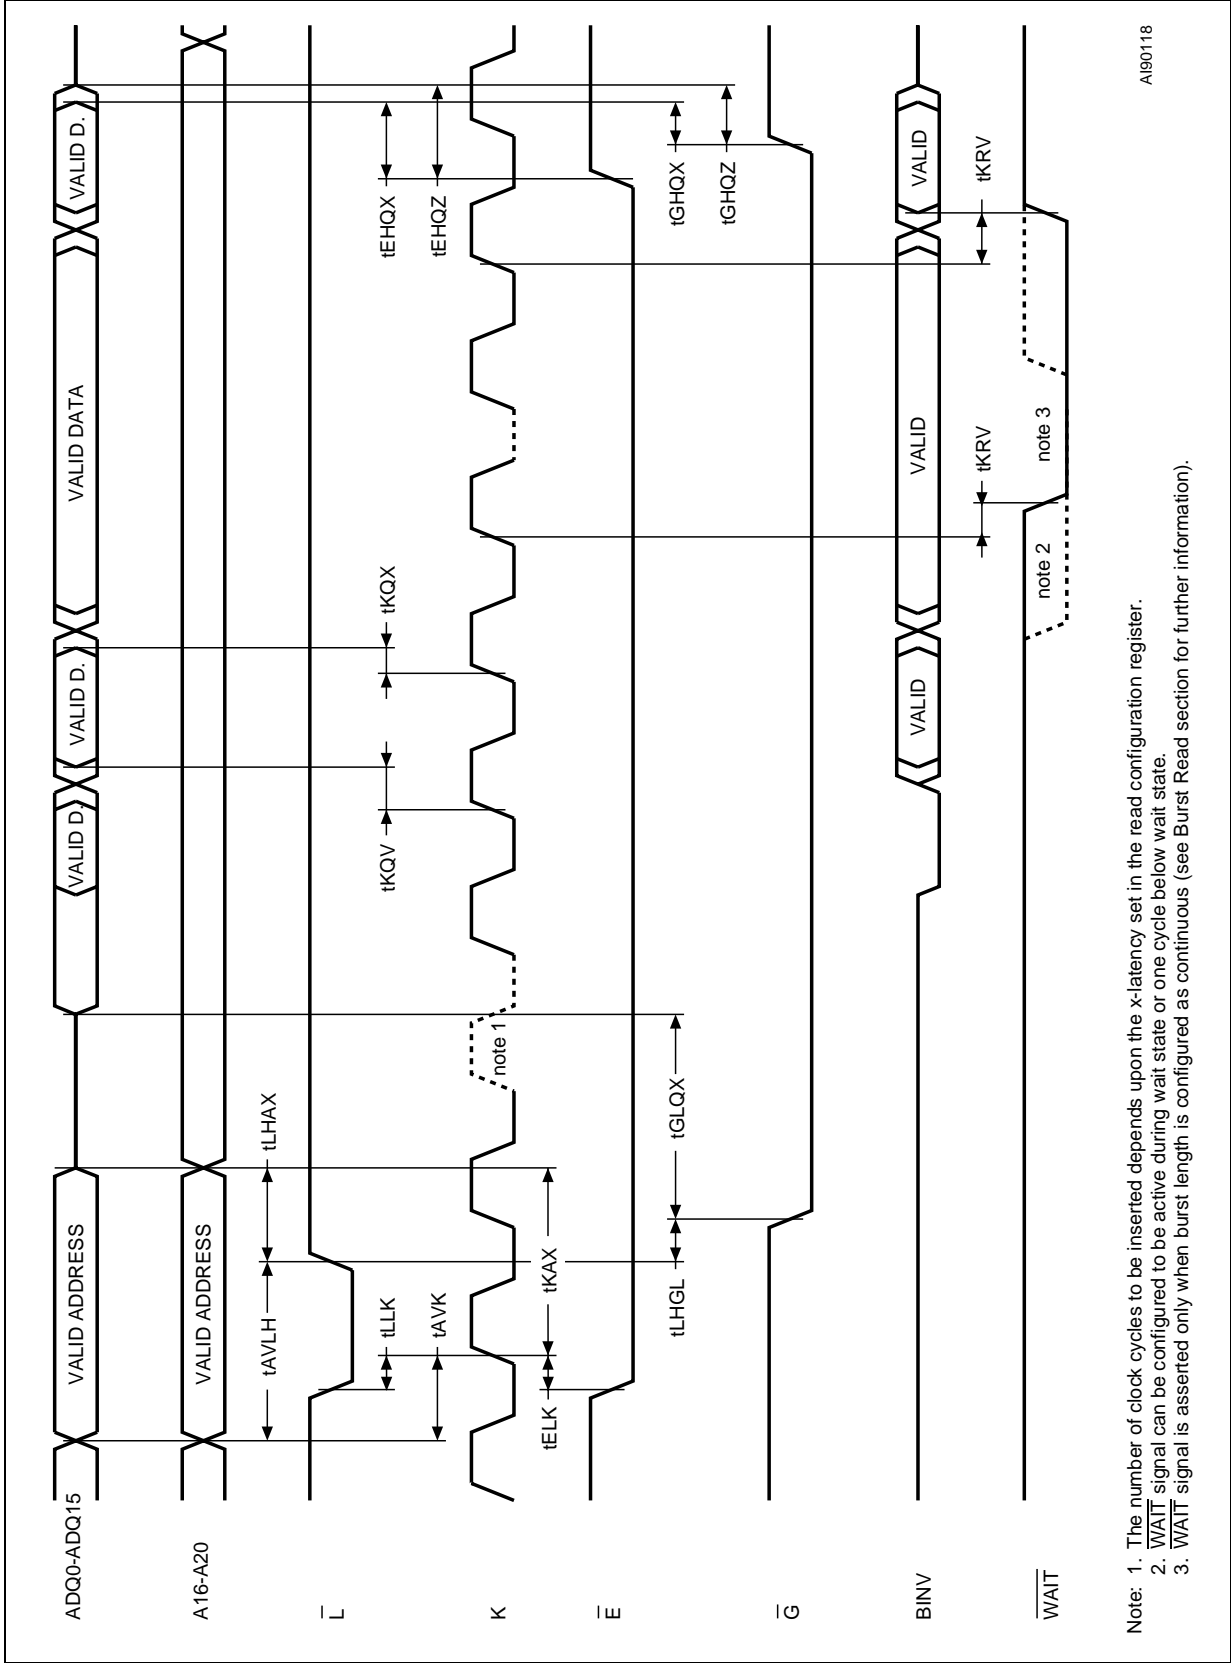 ADQ0-ADQ15
VALID ADDRESS
VALID D.
VALID D.
VALID DATA
VALID D.
A16-A20
VALID ADDRESS
tAVLH
tLHAX
L
tLLK
tKQV
tKQX
tEHQX
tAVK
tEHQZ
K
note 1
tELK
tKAX
E
tLHGL
tGLQX
tGHQX
tGHQZ
G
BINV
VALID
VALID
VALID
tKRV
tKRV
WAIT
note 2
note 3
Note: 1. The number of clock cycles to be inserted depends upon the x-latency set in the read configuration register.
2. WAIT signal can be configured to be active during wait state or one cycle below wait state.
3. WAIT signal is asserted only when burst length is configured as continuous (see Burst Read section for further information).
AI90118